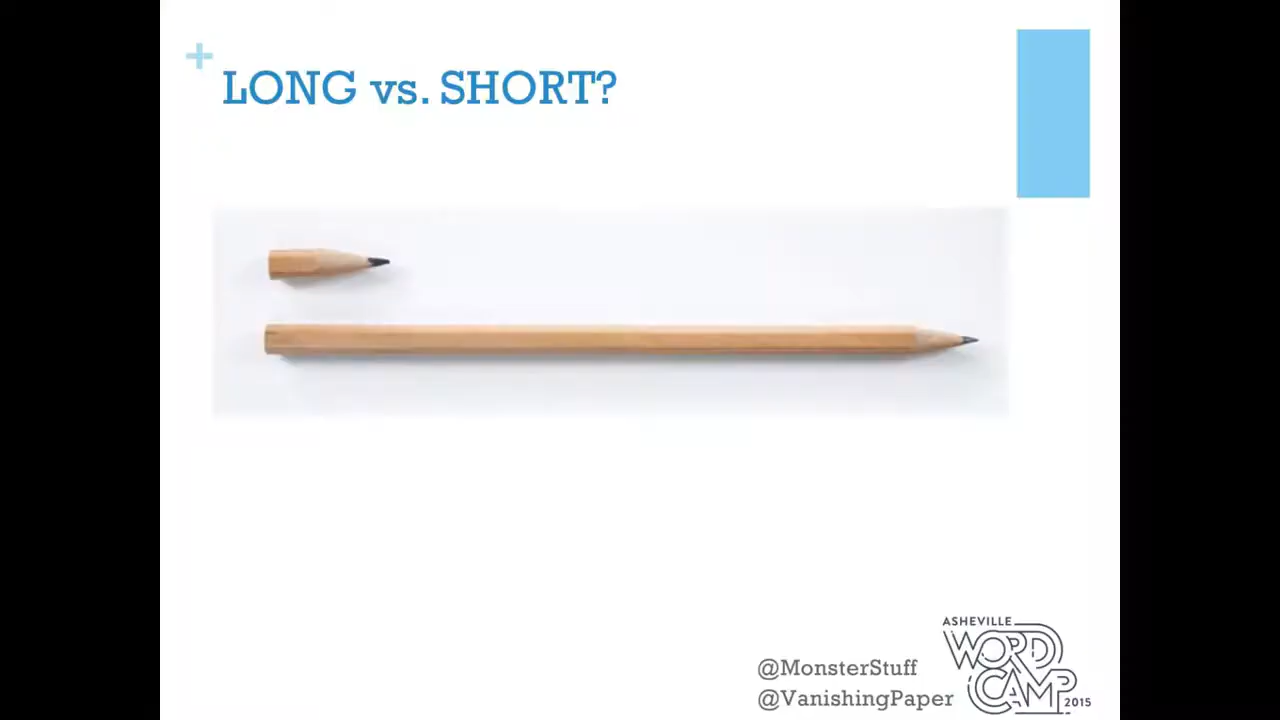 +
LONG vs. SHORT?
@MonsterStuff
@VanishingPaper
ASHEVILLE
WORD
CAMP
2015